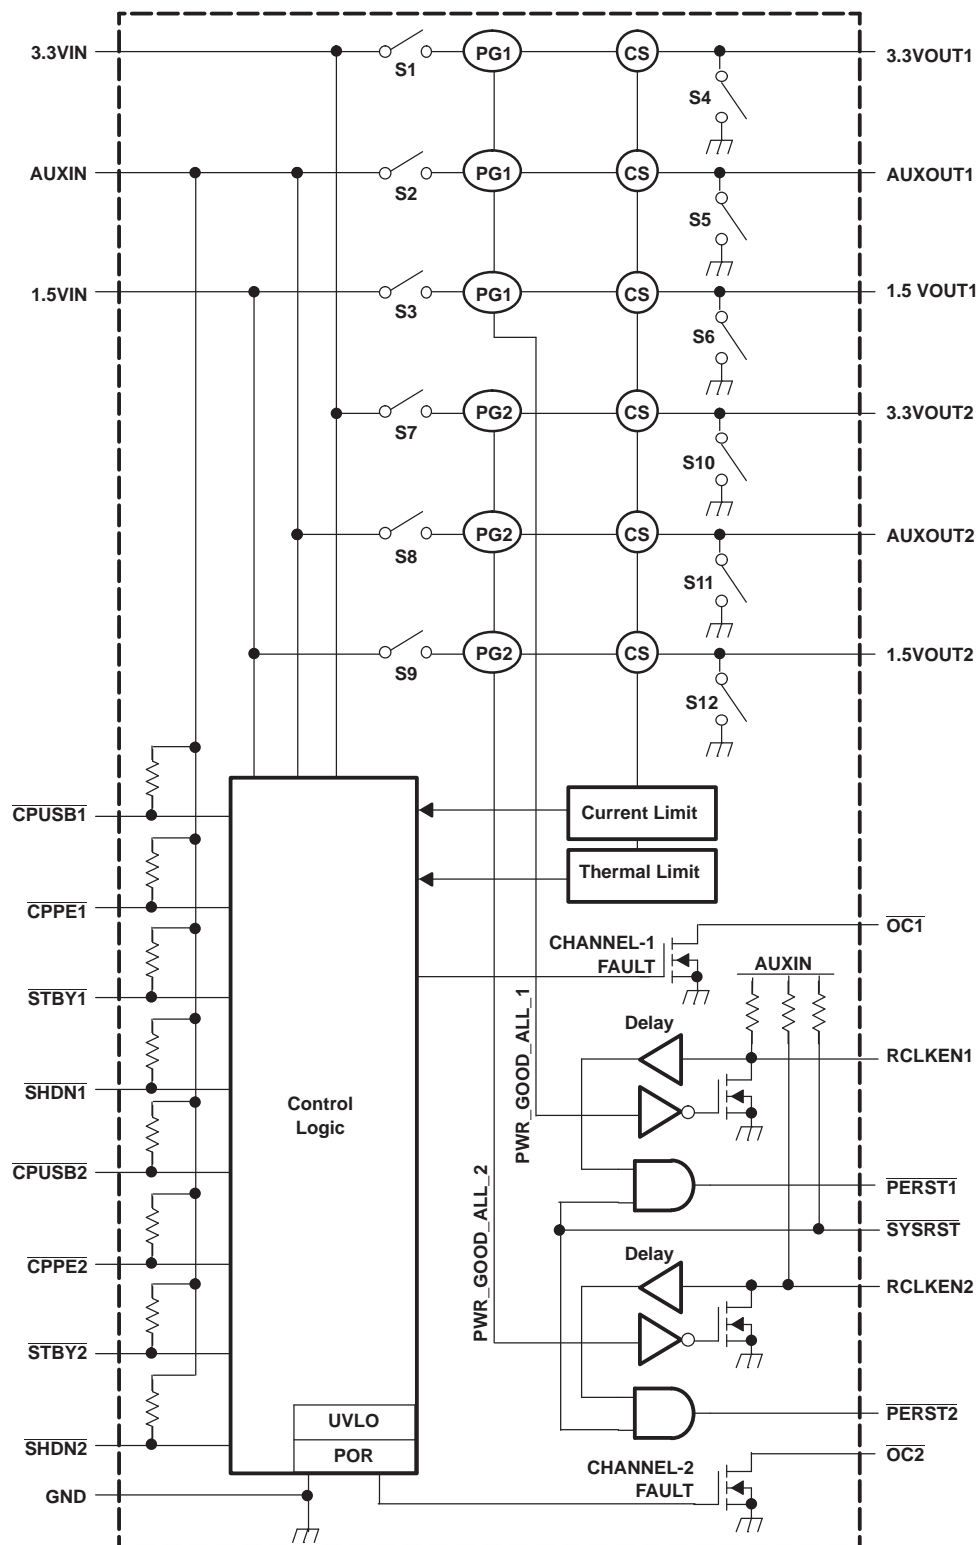 3.3VIN
S1
PG1
CS
3.3VOUT1
S4
AUXIN
S2
PG1
CS
AUXOUT1
S5
1.5VIN
S3
PG1
CS
1.5 VOUT1
S6
S7
PG2
CS
3.3VOUT2
S10
S8
PG2
CS
AUXOUT2
S11
S9
PG2
CS
1.5VOUT2
S12
CPUSB1
CPPE1
STBY1
SHDN1
CPUSB2
CPPE2
STBY2
SHDN2
GND
Control
Logic
UVLO
POR
Current Limit
Thermal Limit
CHANNEL-1
FAULT
OC1
AUXIN
PWR_GOOD_ALL_1
PWR_GOOD_ALL_2
Delay
RCLKEN1
PERST1
SYSRST
Delay
RCLKEN2
PERST2
CHANNEL-2
FAULT
OC2